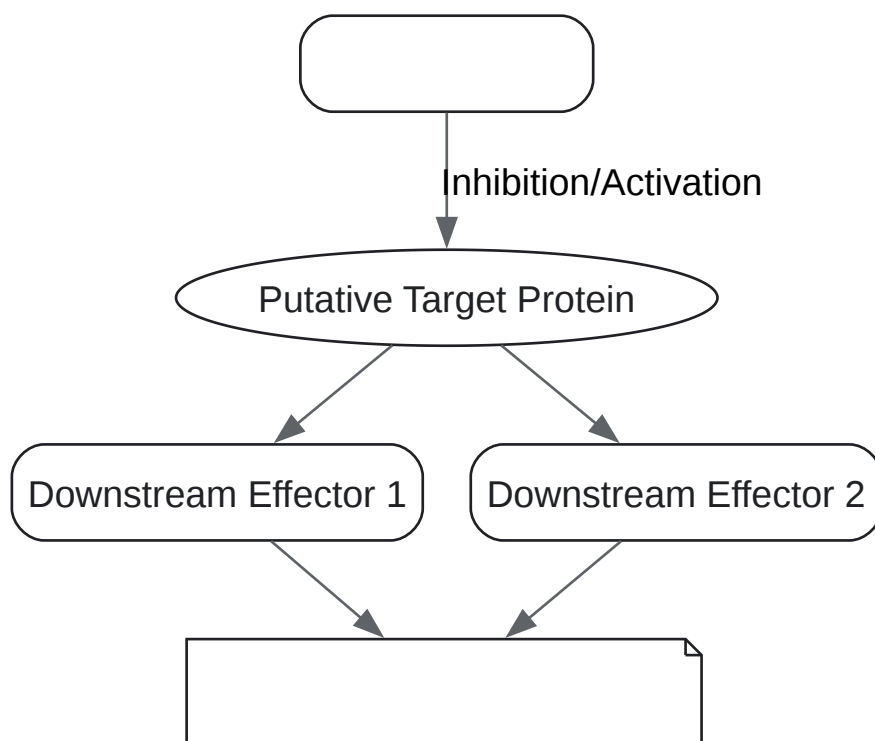 Inhibition/Activation
Putative Target Protein
Downstream Effector 1
Downstream Effector 2